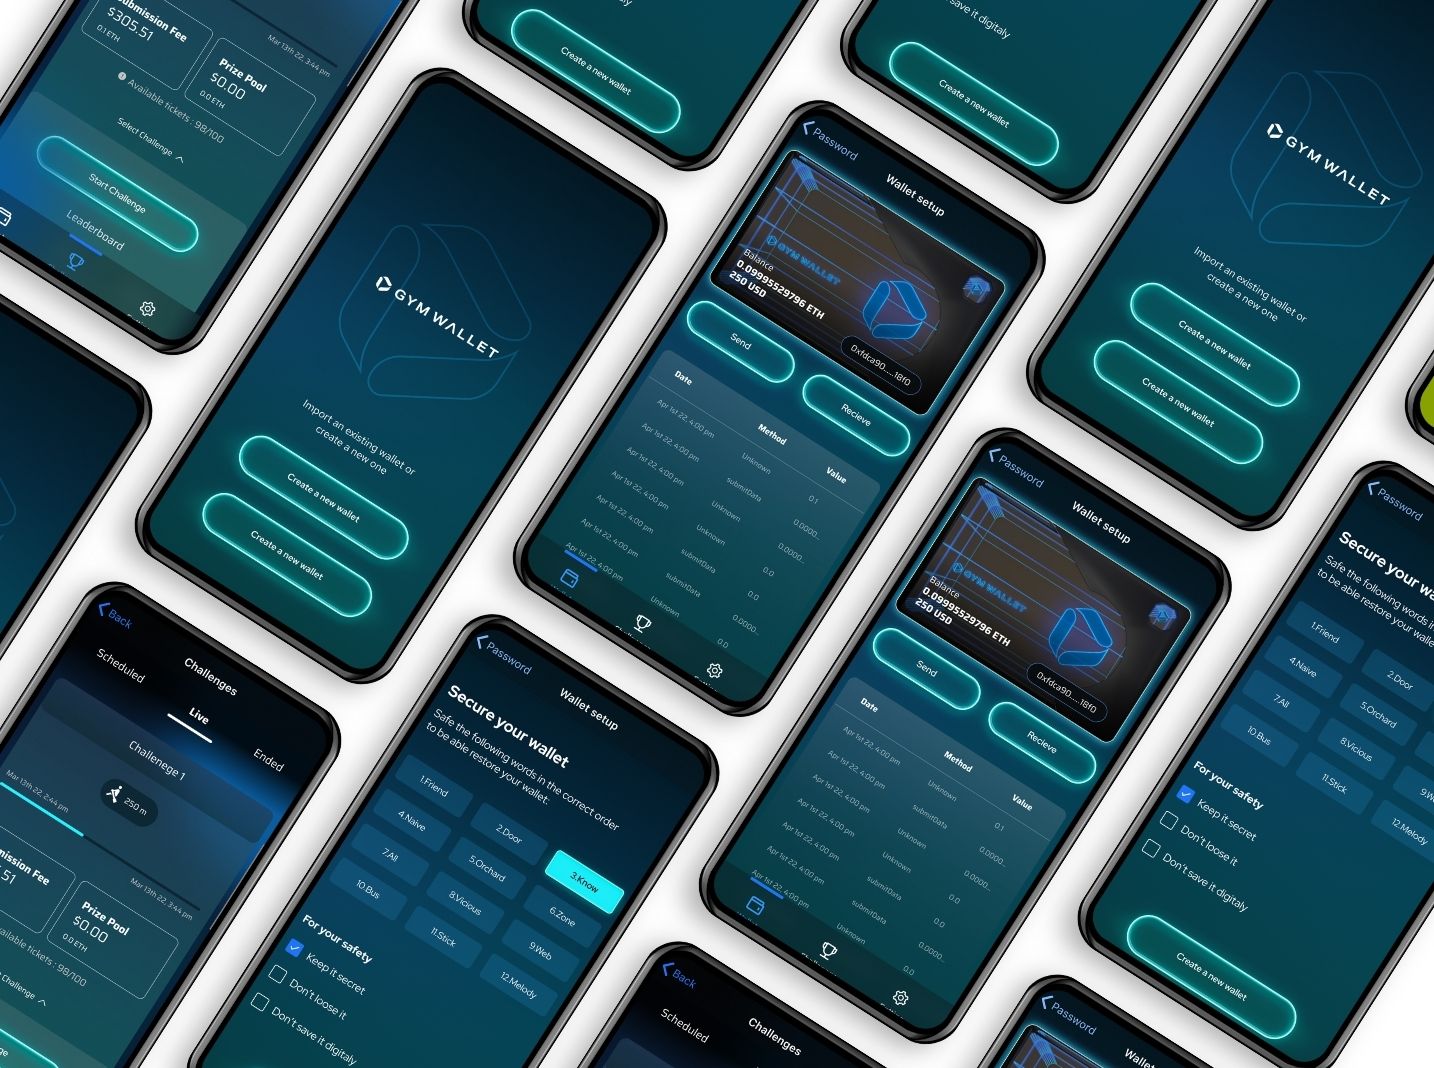 Submission Fee
$305.51
0.1 ETH
Mar 13th 22, 3:44 pm
Prize Pool
$0.00
0.0 ETH
Available tickets : 98/100
Select Challenge
Start Challenge
Leaderboard
Create a new wallet
save it digitaly
Create a new wallet
GYM WALLET
Import an existing wallet or
create a new one
Create a new wallet
Create a new wallet
Password
Wallet setup
GYM WALLET
Balance
0.09995529796 ETH
250 USD
0xfdca90.....18f0
Send
Recieve
Date
Method
Value
Apr 1st 22, 4:00 pm
Unknown
0.1
Apr 1st 22, 4:00 pm
submitData
0.0000...
Apr 1st 22, 4:00 pm
Unknown
0.0000...
Apr 1st 22, 4:00 pm
Unknown
0.0
Apr 1st 22, 4:00 pm
submitData
0.0
Apr 1st 22, 4:00 pm
submitData
0.0000...
Apr 1st 22, 4:00 pm
Unknown
0.0
GYM WALLET
Import an existing wallet or
create a new one
Create a new wallet
Create a new wallet
Back
Challenges
Scheduled
Live
Ended
Challenege 1
250 m
Mar 13th 22, 2:44 pm
Mar 13th 22, 3:44 pm
mission Fee
.51
Prize Pool
$0.00
0.0 ETH
ailable tickets : 98/100
Challenge
Password
Wallet setup
Secure your wallet
Safe the following words in the correct order
to be able restore your wallet:
1.Friend
2.Door
3.Know
4.Naive
5.Orchard
6.Zone
7.All
8.Vicious
9.Web
10.Bus
11.Stick
12.Melody
For your safety
Keep it secret
Don't loose it
Don't save it digitaly
Password
Wallet setup
GYM WALLET
Balance
0.09995529796 ETH
250 USD
0xfdca90.....18f0
Send
Recieve
Date
Method
Value
Apr 1st 22, 4:00 pm
Unknown
0.1
Apr 1st 22, 4:00 pm
submitData
0.0000...
Apr 1st 22, 4:00 pm
Unknown
0.0000...
Apr 1st 22, 4:00 pm
Unknown
0.0
Apr 1st 22, 4:00 pm
submitData
0.0
Apr 1st 22, 4:00 pm
submitData
0.0000...
Apr 1st 22, 4:00 pm
Unknown
0.0
Password
Secure your wa
Safe the following words in
to be able restore your walle
1.Friend
2.Door
4.Naive
5.Orchard
7.All
8.Vicious
9.We
10.Bus
11.Stick
12.Melody
For your safety
Keep it secret
Don't loose it
Don't save it digitaly
Create a new wallet
Back
Challenges
Scheduled
Password
Wallet